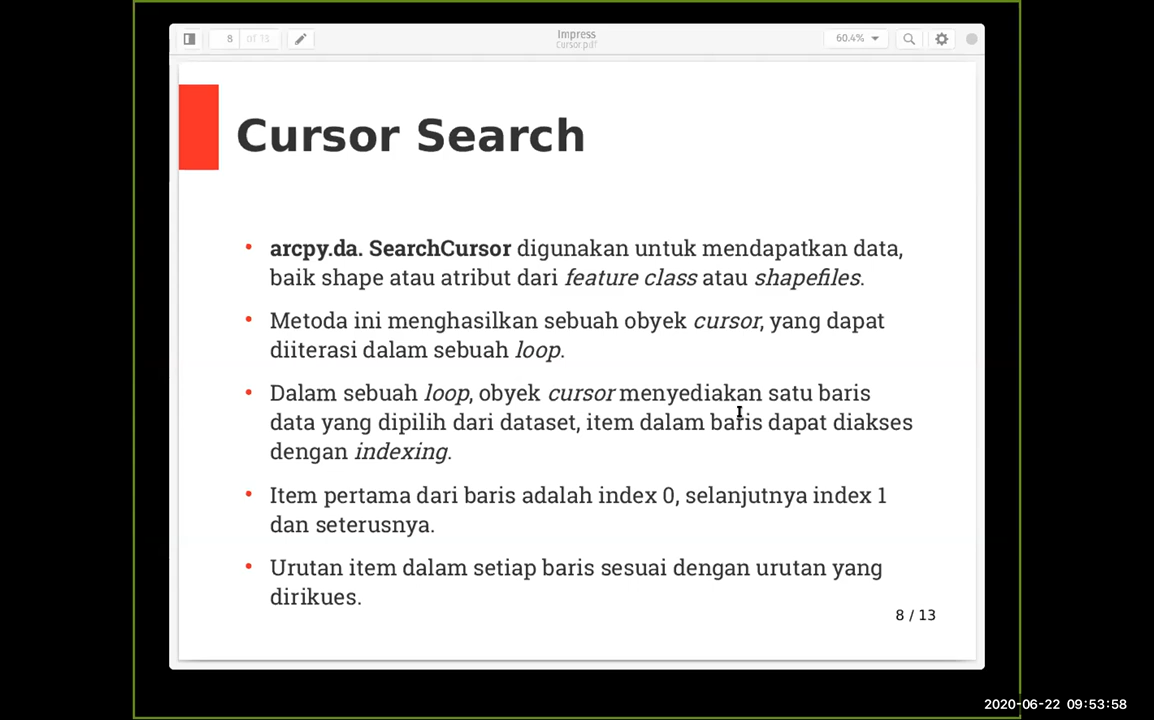 8 of 13
Impress
Cursor.pdf
60.4%
Cursor Search
• arcpy.da. SearchCursor digunakan untuk mendapatkan data,
baik shape atau atribut dari feature class atau shapefiles.
• Metoda ini menghasilkan sebuah obyek cursor, yang dapat
diiterasi dalam sebuah loop.
• Dalam sebuah loop, obyek cursor menyediakan satu baris
data yang dipilih dari dataset, item dalam baris dapat diakses
dengan indexing.
• Item pertama dari baris adalah index 0, selanjutnya index 1
dan seterusnya.
• Urutan item dalam setiap baris sesuai dengan urutan yang
dirikues.
8 / 13
2020-06-22 09:53:58